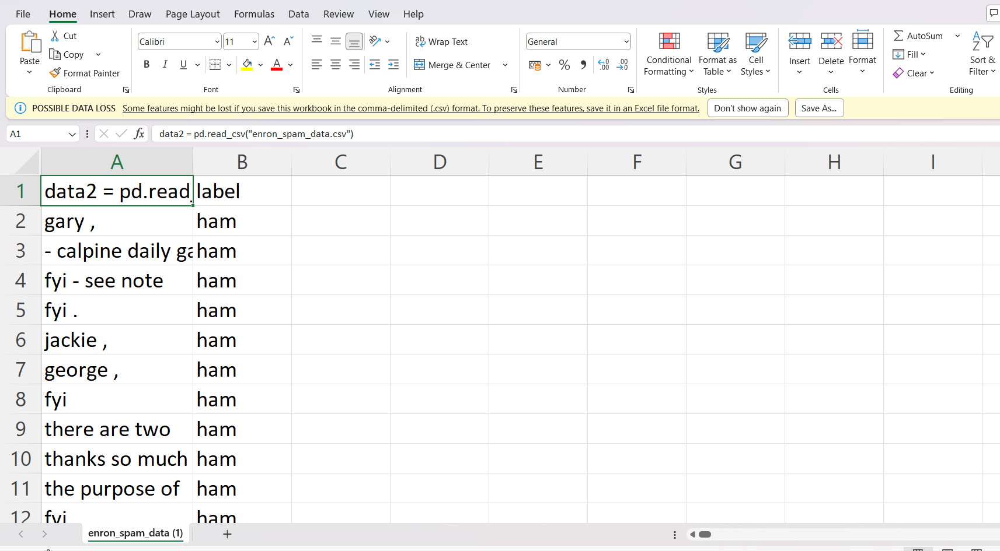 File Home Insert Draw Page Layout Formulas Data Review View Help
Paste
Cut
Copy
Format Painter
Clipboard
Calibri 11
B I U
Font
Wrap Text
Merge & Center
Alignment
General
Number
Conditional Formatting
Format as Table
Cell Styles
Styles
Insert Delete Format
Cells
AutoSum
Fill
Clear
Sort & Filter
Editing
POSSIBLE DATA LOSS Some features might be lost if you save this workbook in the comma-delimited (.csv) format. To preserve these features, save it in an Excel file format. Don't show again Save As...
A1 fx data2 = pd.read_csv("enron_spam_data.csv")
A B C D E F G H I
1 data2 = pd.read_ label
2 gary , ham
3 - calpine daily ga ham
4 fyi - see note ham
5 fyi . ham
6 jackie , ham
7 george , ham
8 fyi ham
9 there are two ham
10 thanks so much ham
11 the purpose of ham
12 fyi ham
enron_spam_data (1)